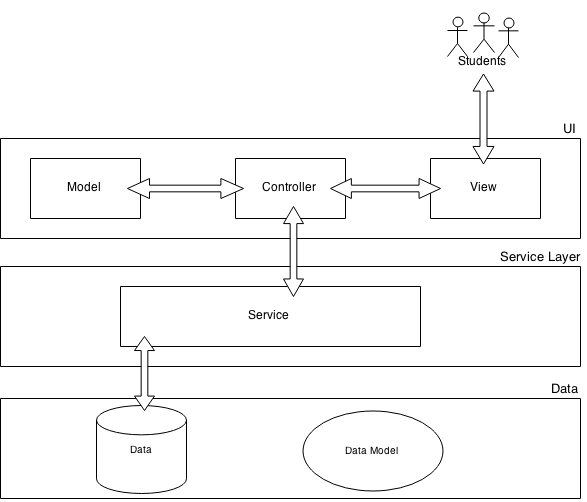 Students
UI
Model
Controller
View
Service Layer
Service
Data
Data
Data Model